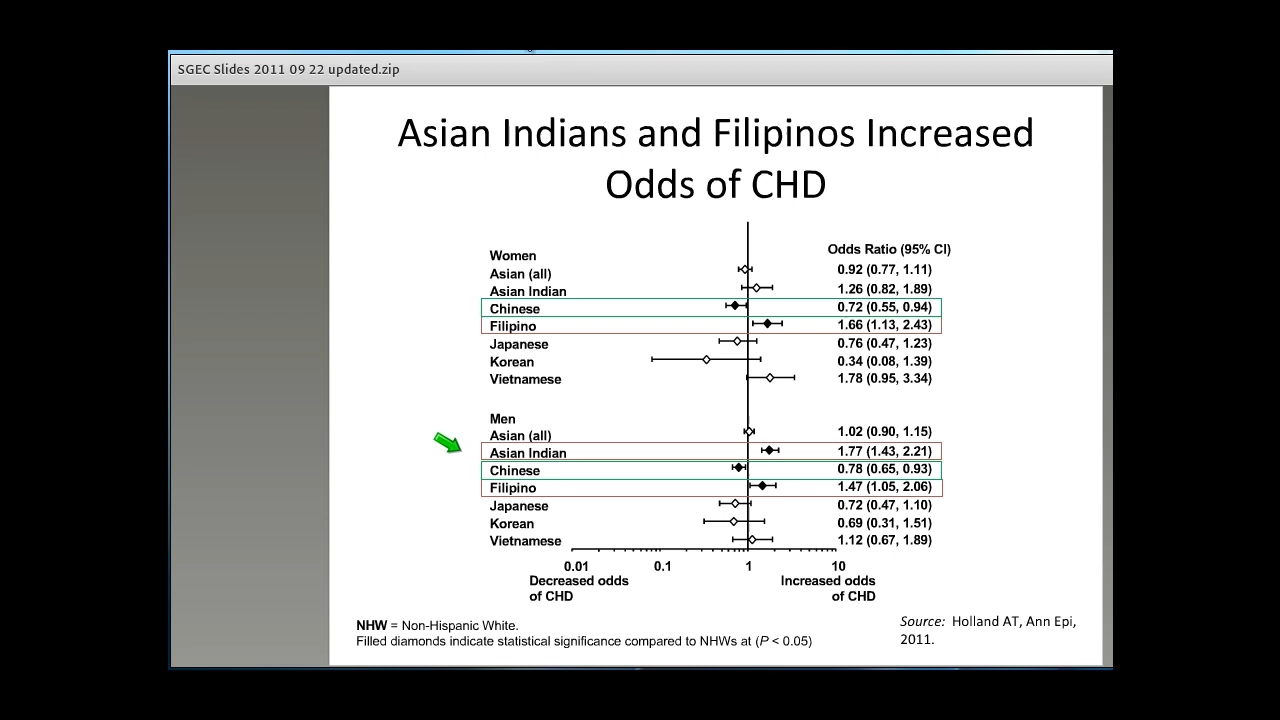 SGEC Slides 2011 09 22 updated.zip
Asian Indians and Filipinos Increased
Odds of CHD
Odds Ratio (95% CI)
Women
Asian (all) 0.92 (0.77, 1.11)
Asian Indian 1.26 (0.82, 1.89)
Chinese 0.72 (0.55, 0.94)
Filipino 1.66 (1.13, 2.43)
Japanese 0.76 (0.47, 1.23)
Korean 0.34 (0.08, 1.39)
Vietnamese 1.78 (0.95, 3.34)
Men
Asian (all) 1.02 (0.90, 1.15)
Asian Indian 1.77 (1.43, 2.21)
Chinese 0.78 (0.65, 0.93)
Filipino 1.47 (1.05, 2.06)
Japanese 0.72 (0.47, 1.10)
Korean 0.69 (0.31, 1.51)
Vietnamese 1.12 (0.67, 1.89)
0.01 0.1 1 10
Decreased odds
of CHD
Increased odds
of CHD
NHW = Non-Hispanic White.
Filled diamonds indicate statistical significance compared to NHWs at (P < 0.05)
Source: Holland AT, Ann Epi,
2011.